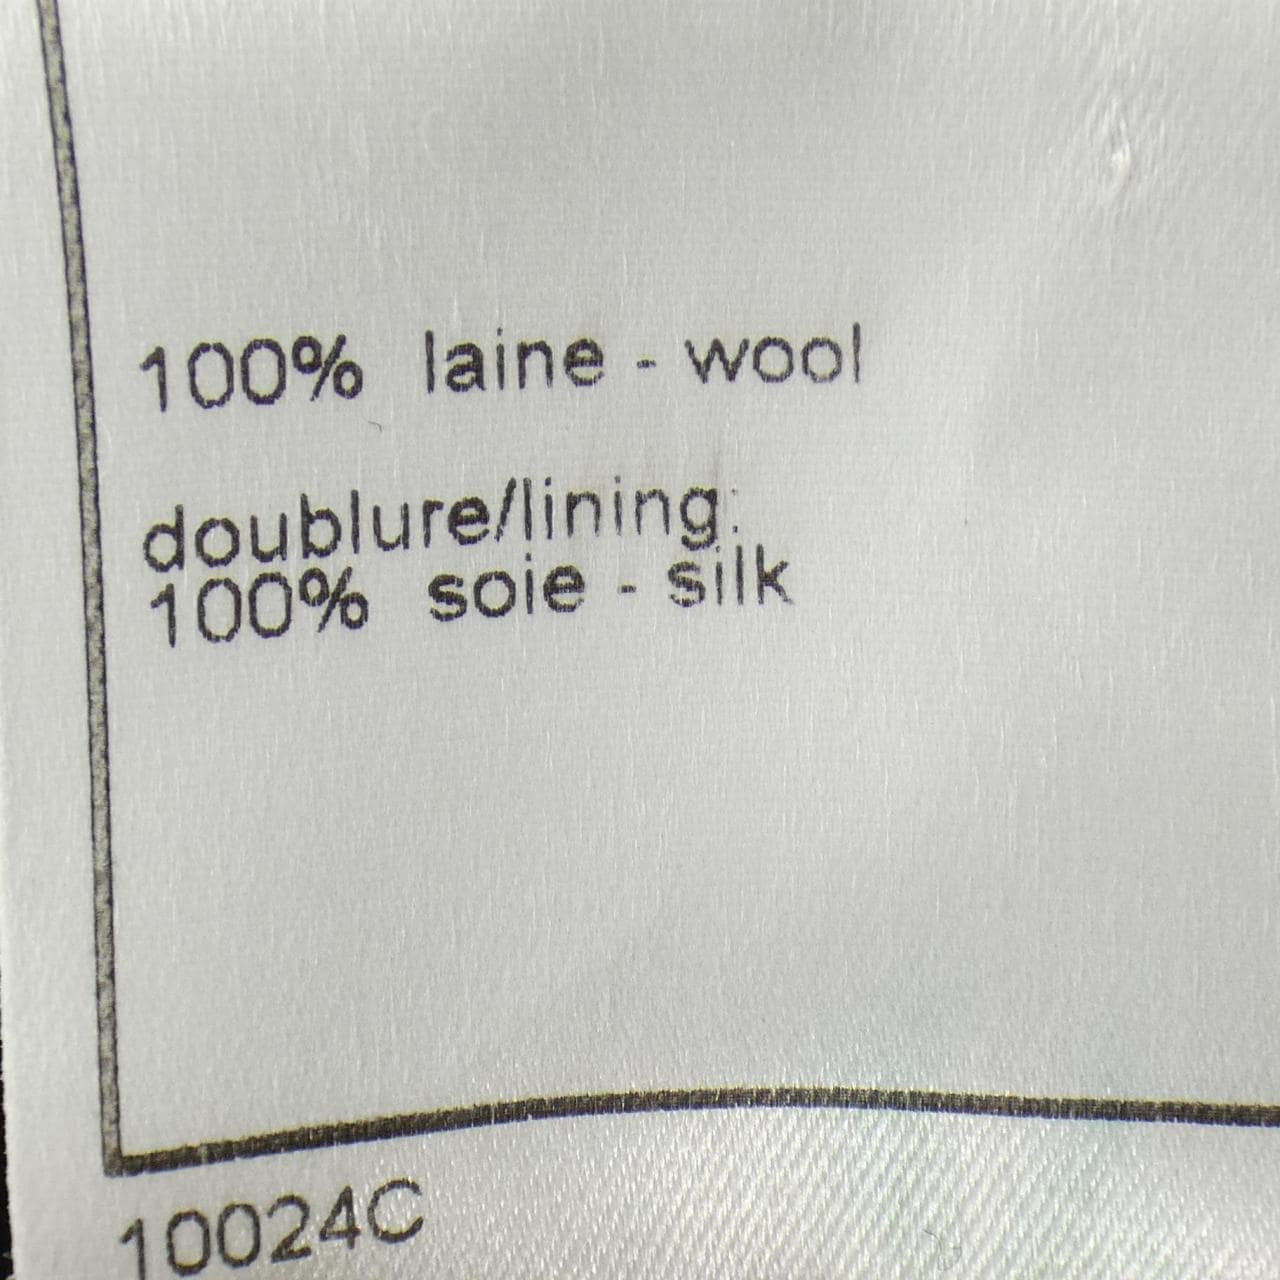 100% laine - wool
doublure/lining:
100% soie - silk
10024C